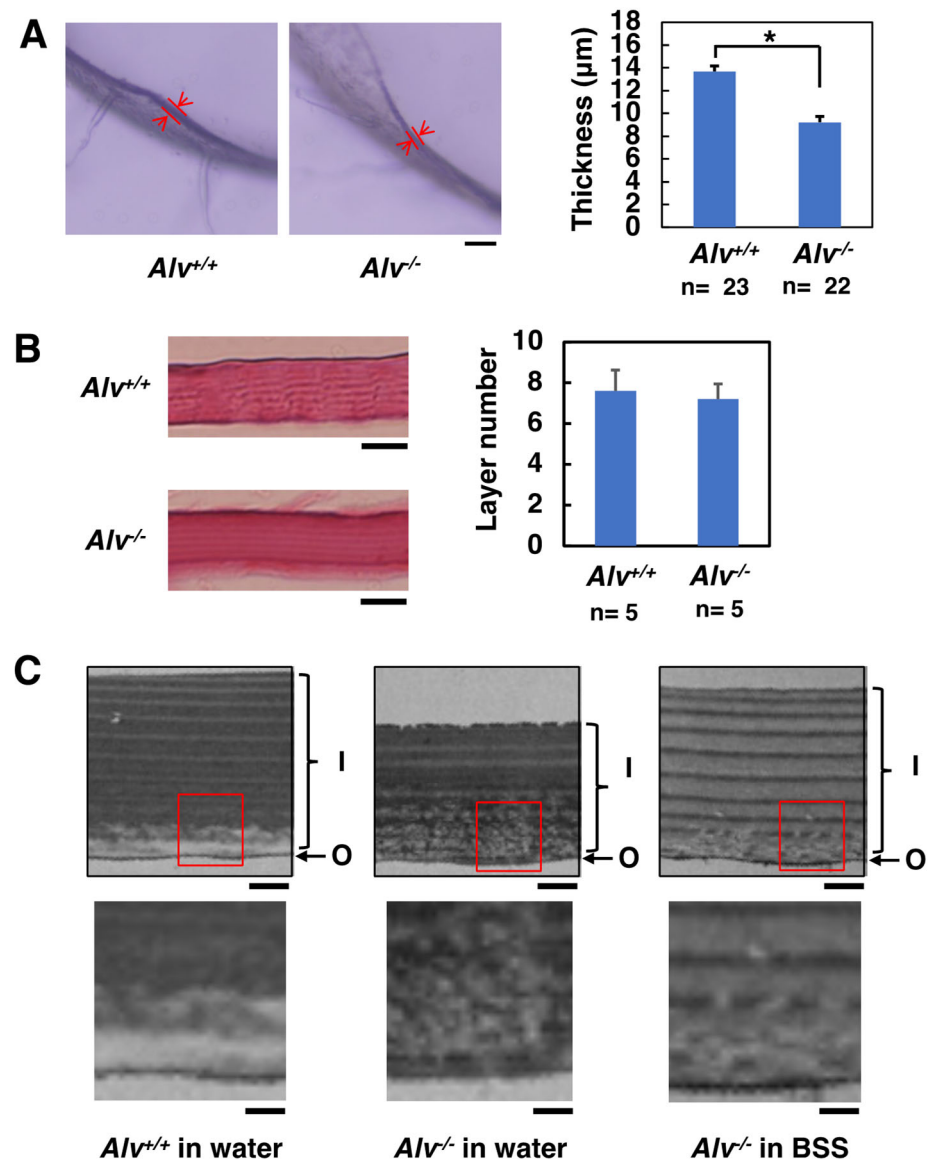 A
Alv+/+
Alv-/-
Thickness (μm)
18
16
14
12
10
8
6
4
2
0
*
Alv+/+
Alv-/-
n= 23
n= 22
B
Alv+/+
Alv-/-
Layer number
10
8
6
4
2
0
Alv+/+
Alv-/-
n= 5
n= 5
C
I
O
I
O
I
O
Alv+/+ in water
Alv-/- in water
Alv-/- in BSS